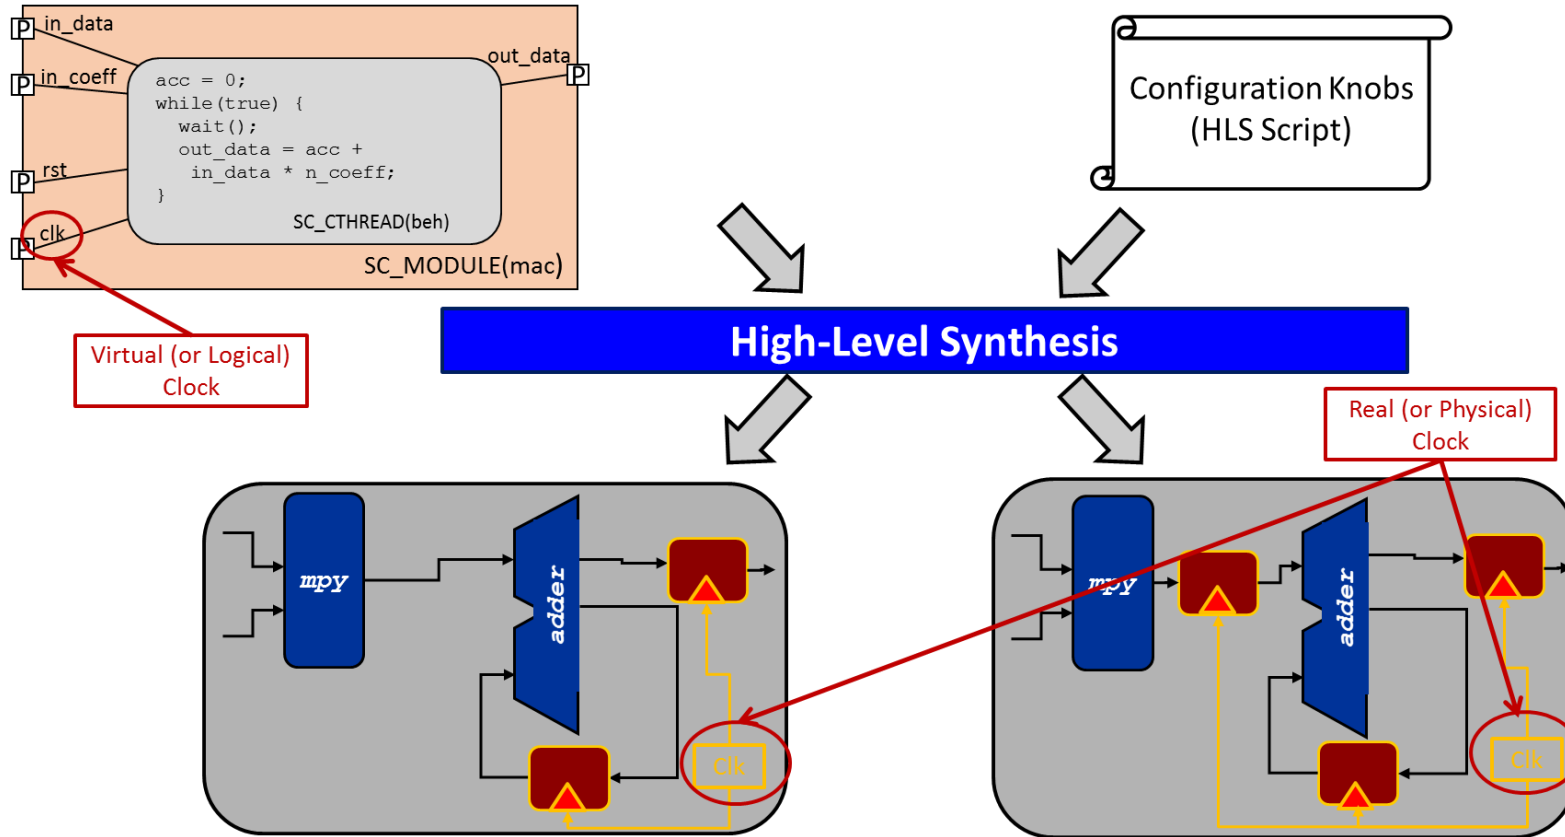 P in_data
P in_coeff
P rst
P clk
acc = 0;
while(true) {
wait();
out_data = acc +
in_data * n_coeff;
}
SC_CTHREAD(beh)
out_data P
SC_MODULE(mac)
Configuration Knobs
(HLS Script)
Virtual (or Logical)
Clock
High-Level Synthesis
Real (or Physical)
Clock
mpy
adder
Clk
mpy
adder
Clk